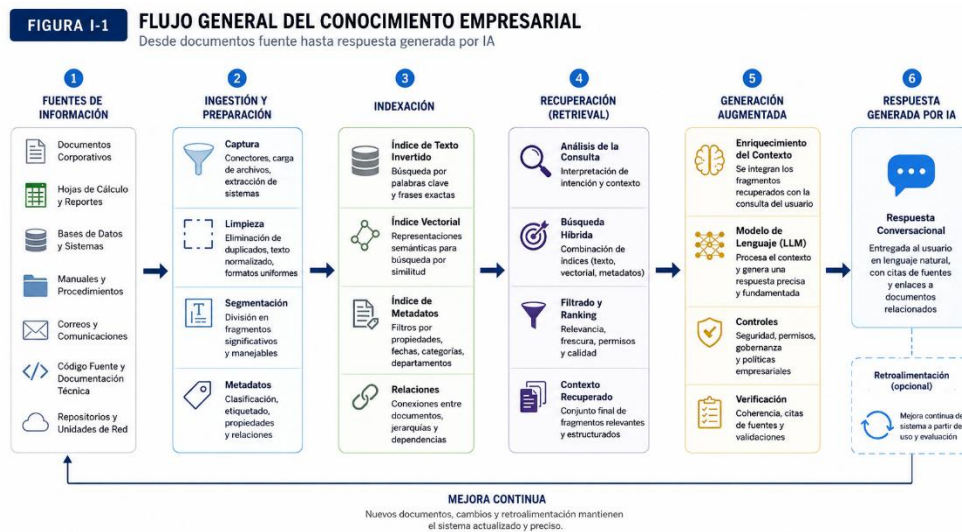 FIGURA I-1
FLUJO GENERAL DEL CONOCIMIENTO EMPRESARIAL
Desde documentos fuente hasta respuesta generada por IA
1
FUENTES DE
INFORMACIÓN
Documentos
Corporativos
Hojas de Cálculo
y Reportes
Bases de Datos
y Sistemas
Manuales y
Procedimientos
Correos y
Comunicaciones
Código Fuente y
Documentación
Técnica
Repositorios y
Unidades de Red
2
INGESTIÓN Y
PREPARACIÓN
Captura
Conectores, carga
de archivos,
extracción de
sistemas
Limpieza
Eliminación de
duplicados, texto
normalizado,
formatos uniformes
Segmentación
División en
fragmentos
significativos
y manejables
Metadatos
Clasificación,
etiquetado,
propiedades
y relaciones
3
INDEXACIÓN
Índice de Texto
Invertido
Búsqueda por
palabras clave
y frases exactas
Índice Vectorial
Representaciones
semánticas para
búsqueda por
similitud
Índice de
Metadatos
Filtros por
propiedades,
fechas, categorías,
departamentos
Relaciones
Conexiones entre
documentos,
jerarquías y
dependencias
4
RECUPERACIÓN
(RETRIEVAL)
Análisis de la
Consulta
Interpretación de
intención y contexto
Búsqueda
Híbrida
Combinación de
índices (texto,
vectorial, metadatos)
Filtrado y
Ranking
Relevancia,
frescura, permisos
y calidad
Contexto
Recuperado
Conjunto final de
fragmentos relevantes
y estructurados
5
GENERACIÓN
AUGMENTADA
Enriquecimiento
del Contexto
Se integran los
fragmentos
recuperados con la
consulta del usuario
Modelo de
Lenguaje (LLM)
Procesa el contexto
y genera una
respuesta precisa y
fundamentada
Controles
Seguridad, permisos,
gobernanza
y políticas
empresariales
Verificación
Coherencia, citas
de fuentes y
validaciones
6
RESPUESTA
GENERADA POR IA
Respuesta
Conversacional
Entregada al usuario
en lenguaje natural,
con citas de fuentes
y enlaces a
documentos
relacionados
Retroalimentación
(opcional)
Mejora continua de
sistema a partir de
uso y evaluación
MEJORA CONTINUA
Nuevos documentos, cambios y retroalimentación mantienen
el sistema actualizado y preciso.